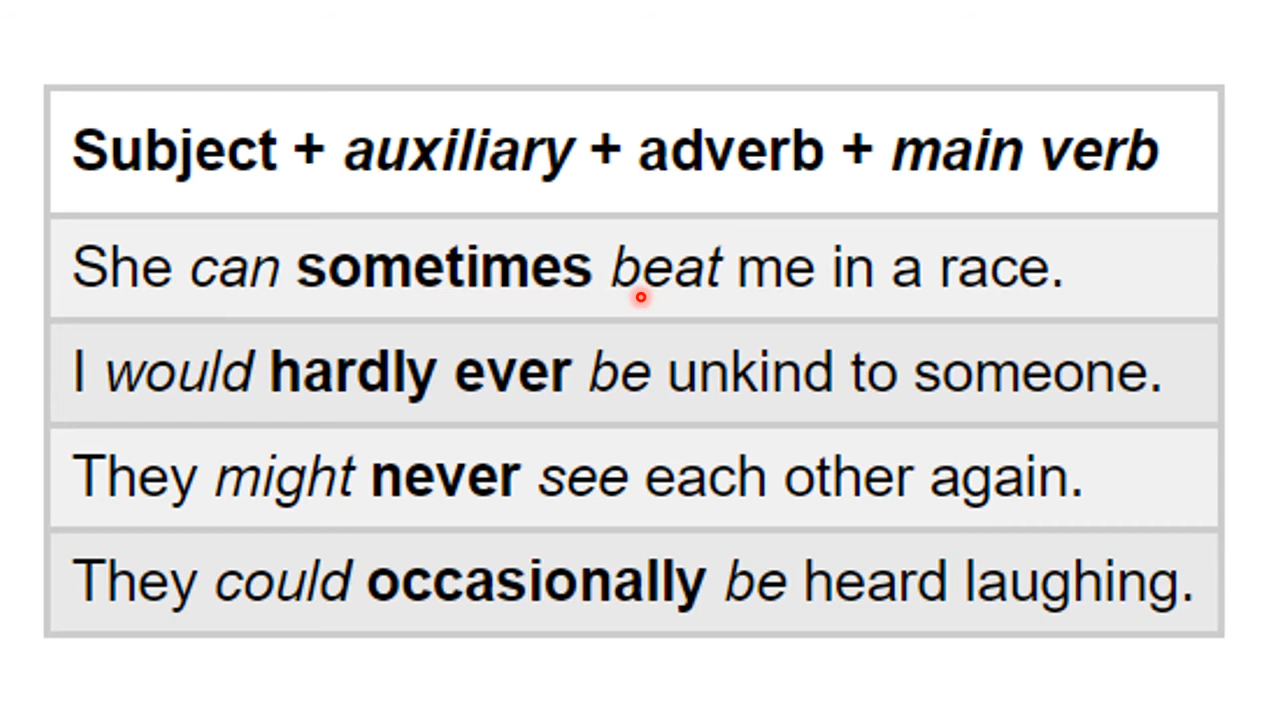 Subject + auxiliary + adverb + main verb
She can sometimes beat me in a race.
I would hardly ever be unkind to someone.
They might never see each other again.
They could occasionally be heard laughing.